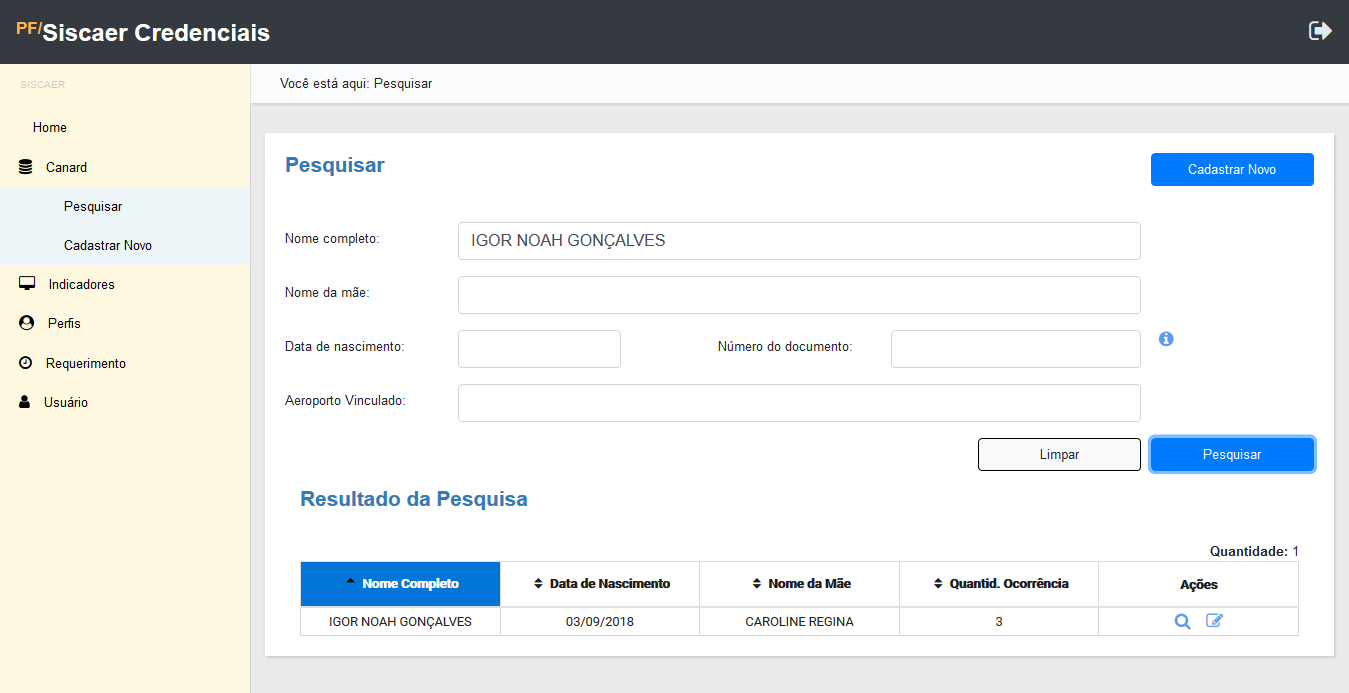 PF/Siscaer Credenciais
SISCAER
Você está aqui: Pesquisar
Home
Canard
Pesquisar
Cadastrar Novo
Indicadores
Perfis
Requerimento
Usuário
Pesquisar
Cadastrar Novo
Nome completo: IGOR NOAH GONÇALVES
Nome da mãe:
Data de nascimento: Número do documento:
Aeroporto Vinculado:
Limpar Pesquisar
Resultado da Pesquisa
Quantidade: 1
Nome Completo Data de Nascimento Nome da Mãe Quantid. Ocorrência Ações
IGOR NOAH GONÇALVES 03/09/2018 CAROLINE REGINA 3